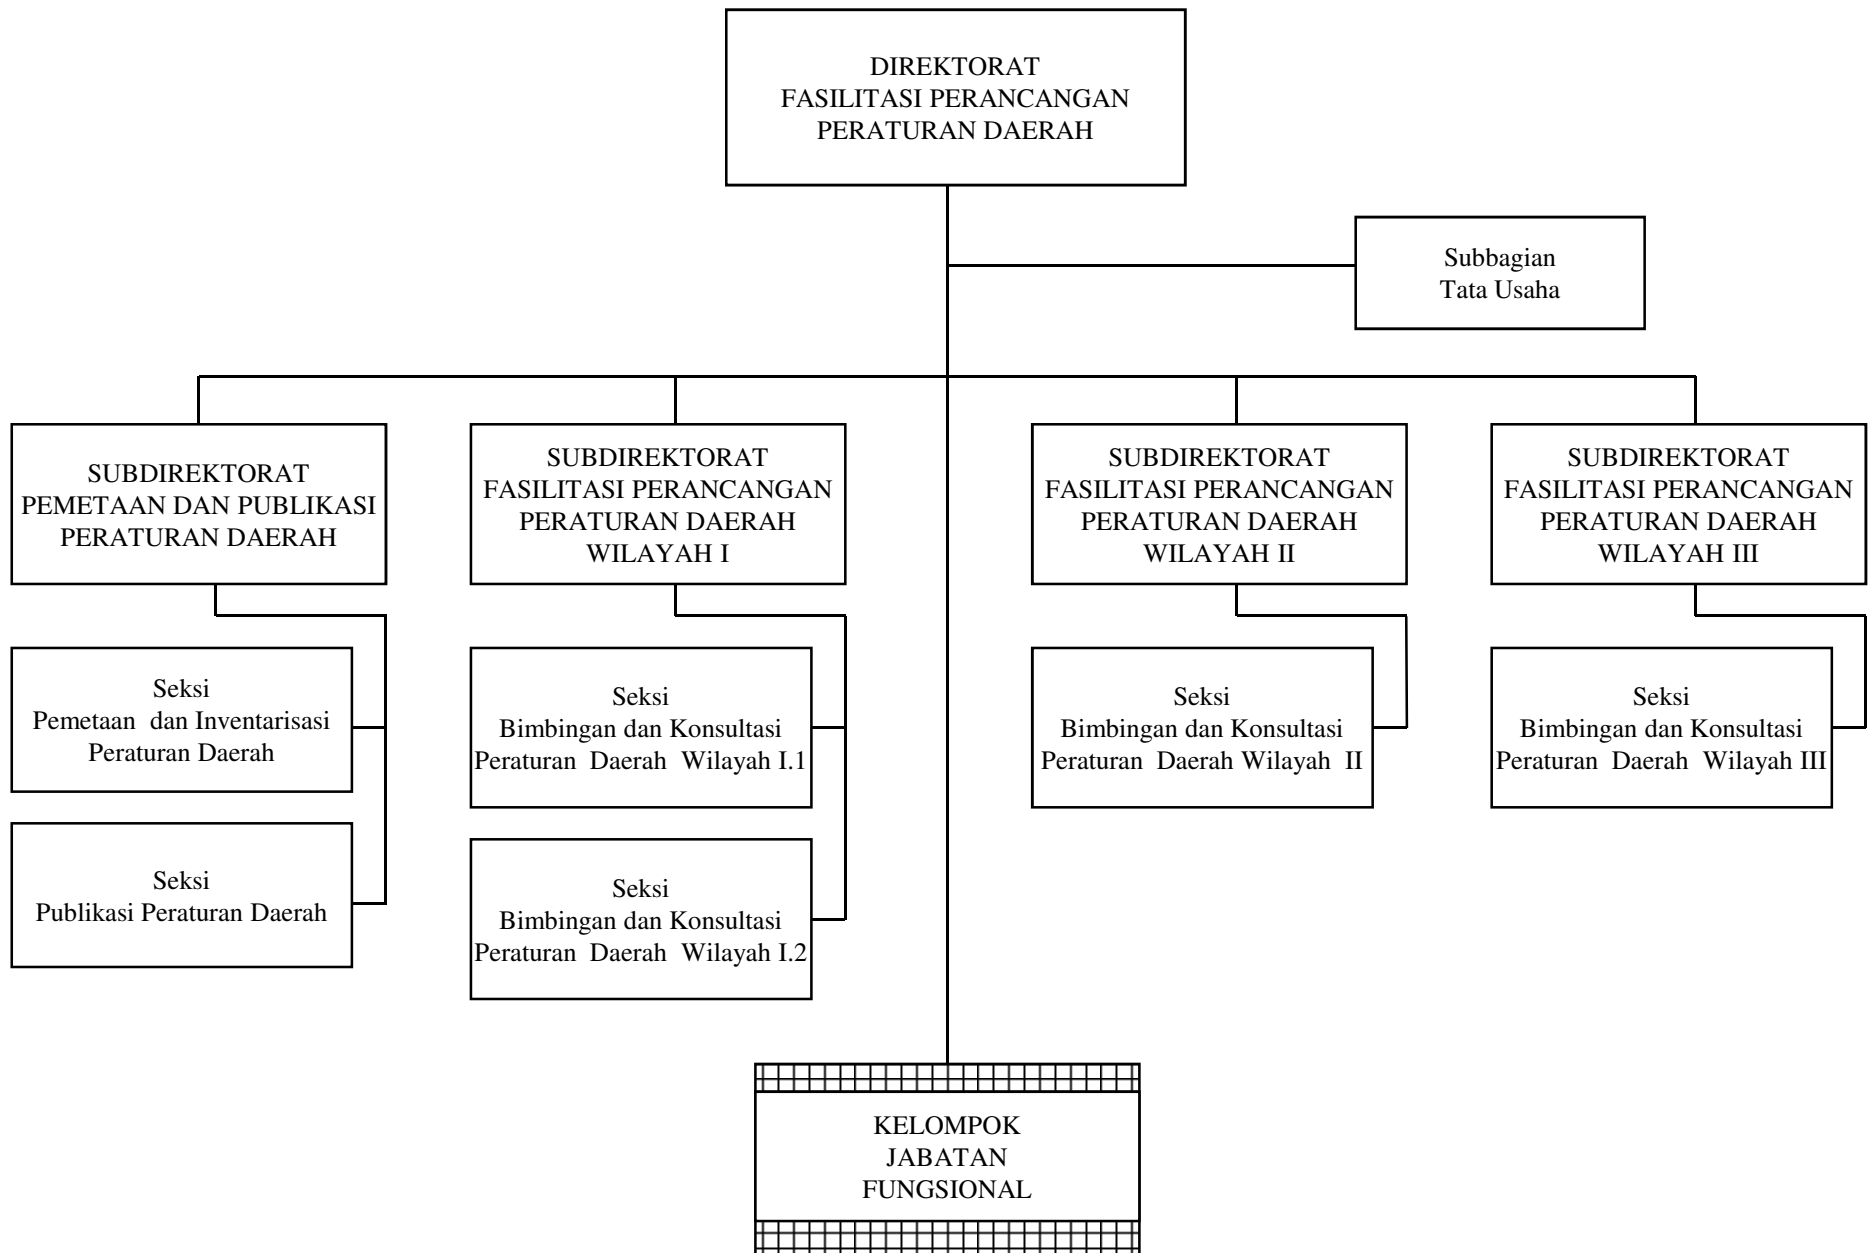 DIREKTORAT
FASILITASI PERANCANGAN
PERATURAN DAERAH
Subbagian
Tata Usaha
SUBDIREKTORAT
PEMETAAN DAN PUBLIKASI
PERATURAN DAERAH
SUBDIREKTORAT
FASILITASI PERANCANGAN
PERATURAN DAERAH
WILAYAH I
SUBDIREKTORAT
FASILITASI PERANCANGAN
PERATURAN DAERAH
WILAYAH II
SUBDIREKTORAT
FASILITASI PERANCANGAN
PERATURAN DAERAH
WILAYAH III
Seksi
Pemetaan dan Inventarisasi
Peraturan Daerah
Seksi
Bimbingan dan Konsultasi
Peraturan Daerah Wilayah I.1
Seksi
Bimbingan dan Konsultasi
Peraturan Daerah Wilayah II
Seksi
Bimbingan dan Konsultasi
Peraturan Daerah Wilayah III
Seksi
Publikasi Peraturan Daerah
Seksi
Bimbingan dan Konsultasi
Peraturan Daerah Wilayah I.2
KELOMPOK
JABATAN
FUNGSIONAL